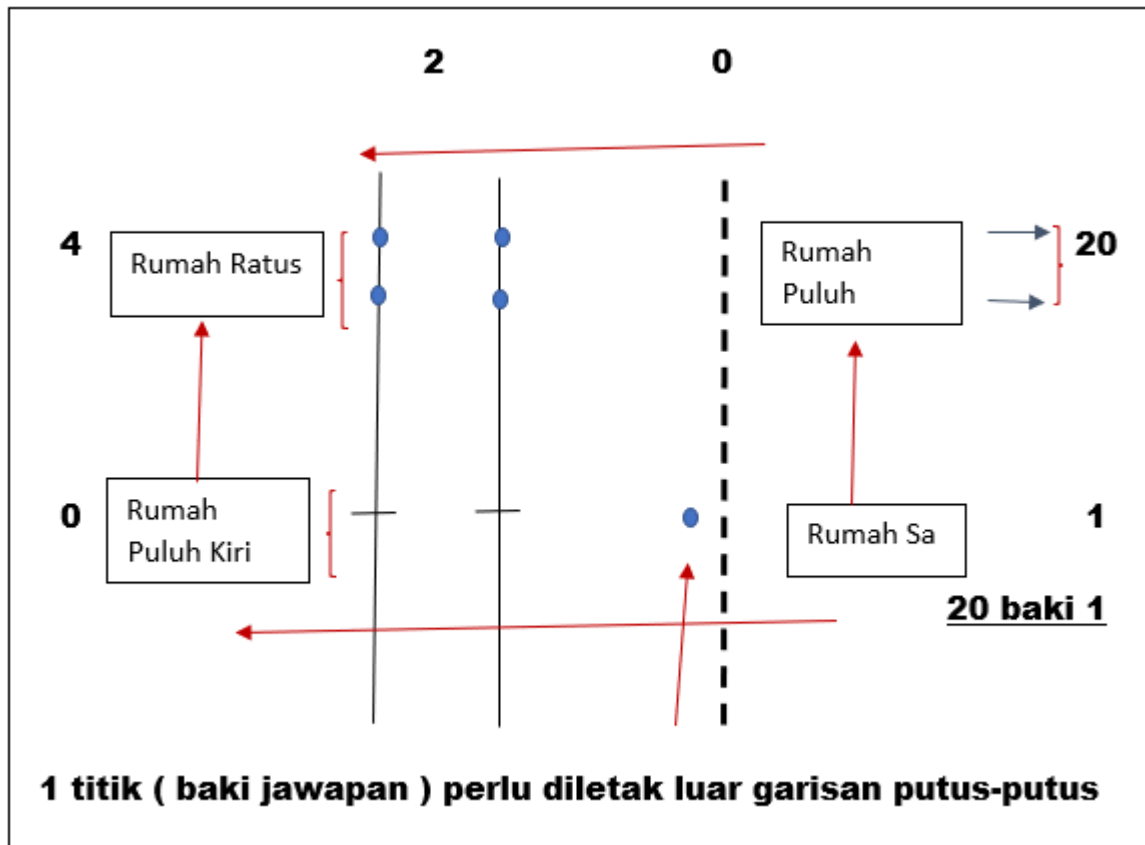 2 0
4
Rumah Ratus
Rumah
Puluh
20
0
Rumah
Puluh Kiri
Rumah Sa
1
20 baki 1
1 titik ( baki jawapan ) perlu diletak luar garisan putus-putus